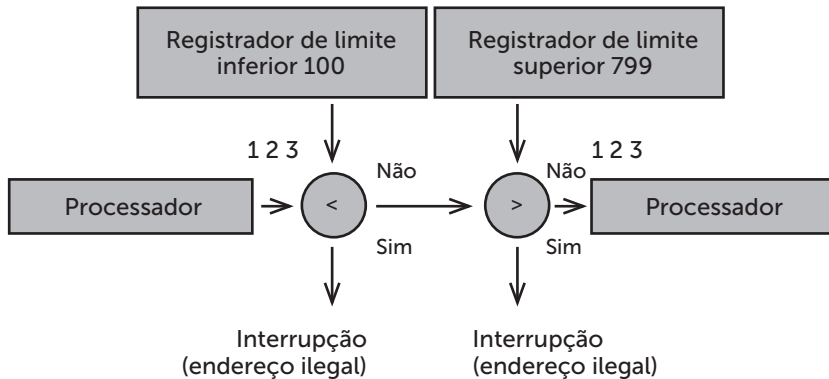 Registrador de limite
inferior 100
Registrador de limite
superior 799
1 2 3
Não
Não
1 2 3
Processador
<
>
Processador
Sim
Sim
Interrupção
(endereço ilegal)
Interrupção
(endereço ilegal)